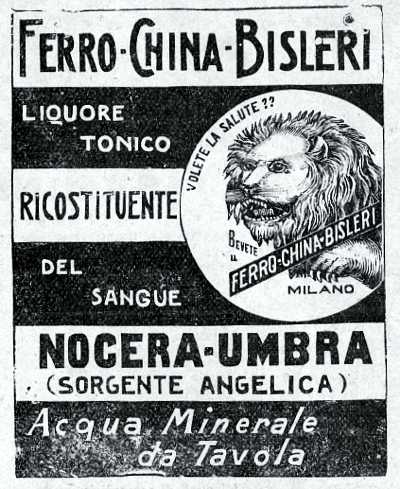 FERRO-CHINA-BISLERI
LIQUORE
TONICO
RICOSTITUENTE
DEL
SANGUE
VOLETE LA SALUTE??
BEVETE
IL
FERRO-CHINA-BISLERI
MILANO
NOCERA-UMBRA
(SORGENTE ANGELICA)
Acqua Minerale
da Tavola